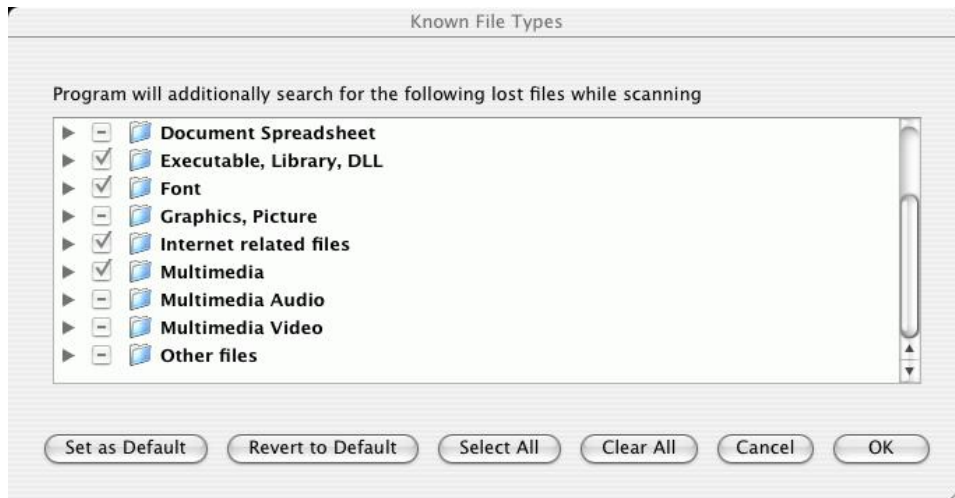 Known File Types
Program will additionally search for the following lost files while scanning
Document Spreadsheet
Executable, Library, DLL
Font
Graphics, Picture
Internet related files
Multimedia
Multimedia Audio
Multimedia Video
Other files
Set as Default Revert to Default Select All Clear All Cancel OK